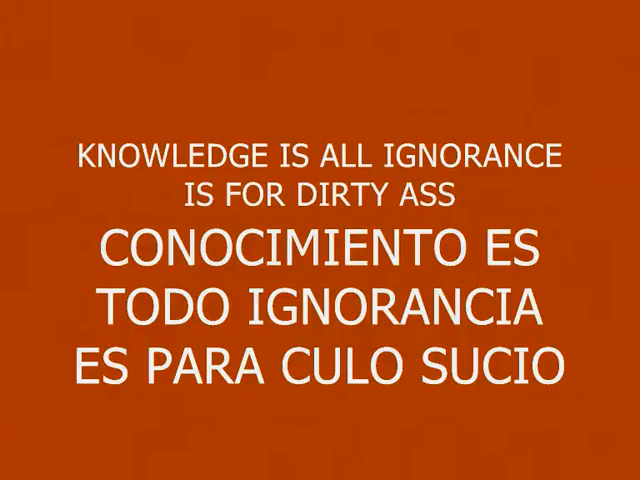 KNOWLEDGE IS ALL IGNORANCE
IS FOR DIRTY ASS
CONOCIMIENTO ES
TODO IGNORANCIA
ES PARA CULO SUCIO